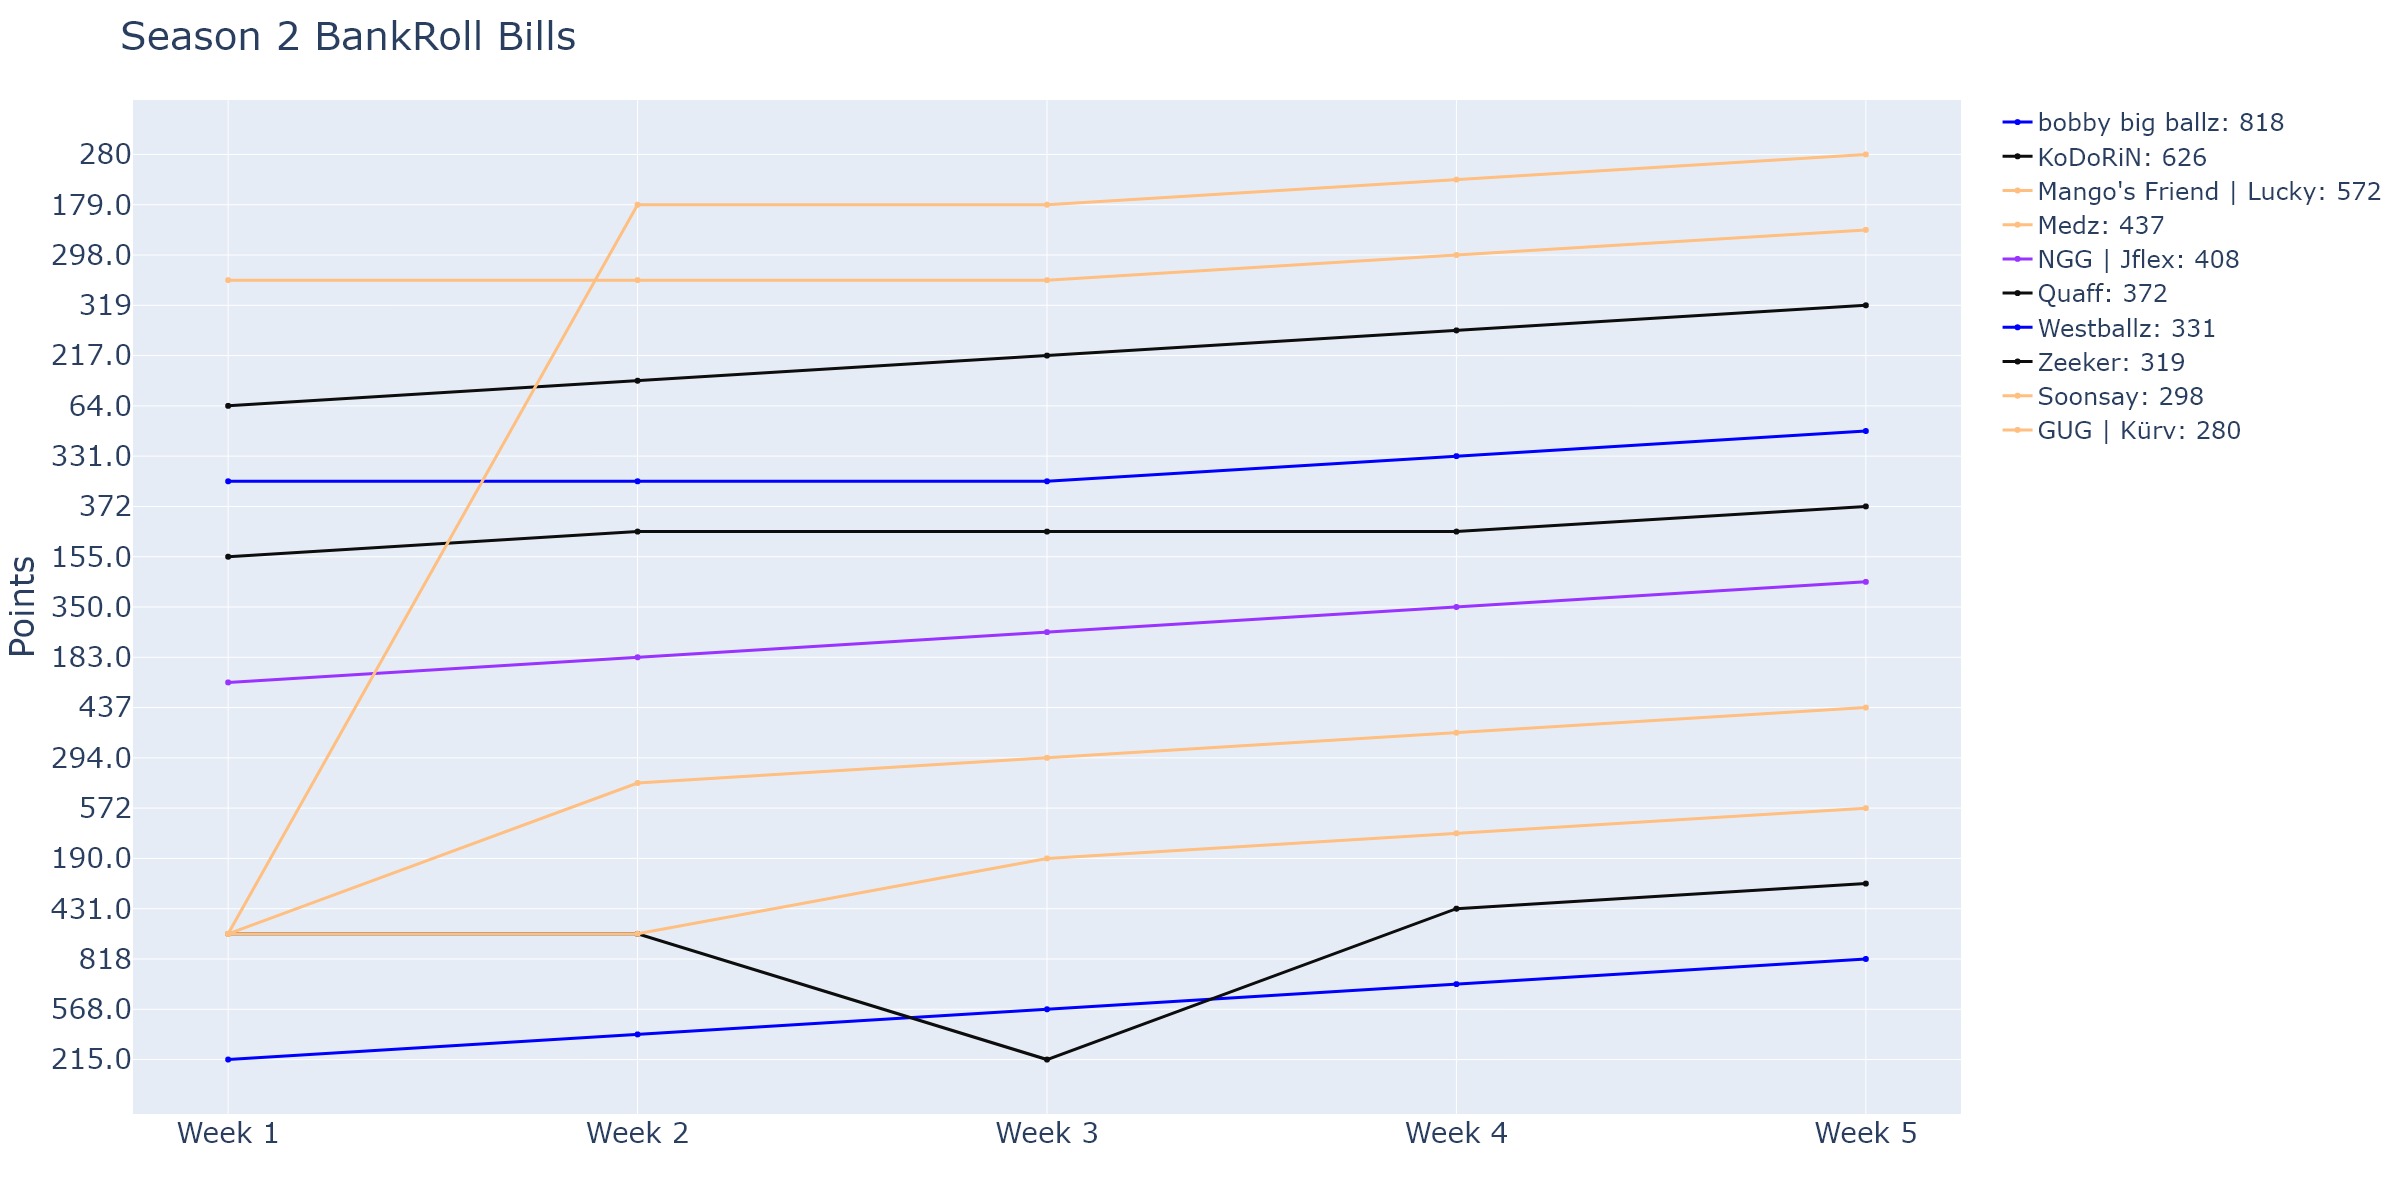 Season 2 BankRoll Bills
Points
280
179.0
298.0
319
217.0
64.0
331.0
372
155.0
350.0
183.0
437
294.0
572
190.0
431.0
818
568.0
215.0
Week 1
Week 2
Week 3
Week 4
Week 5
bobby big ballz: 818
KoDoRiN: 626
Mango's Friend | Lucky: 572
Medz: 437
NGG | Jflex: 408
Quaff: 372
Westballz: 331
Zeeker: 319
Soonsay: 298
GUG | Kürv: 280